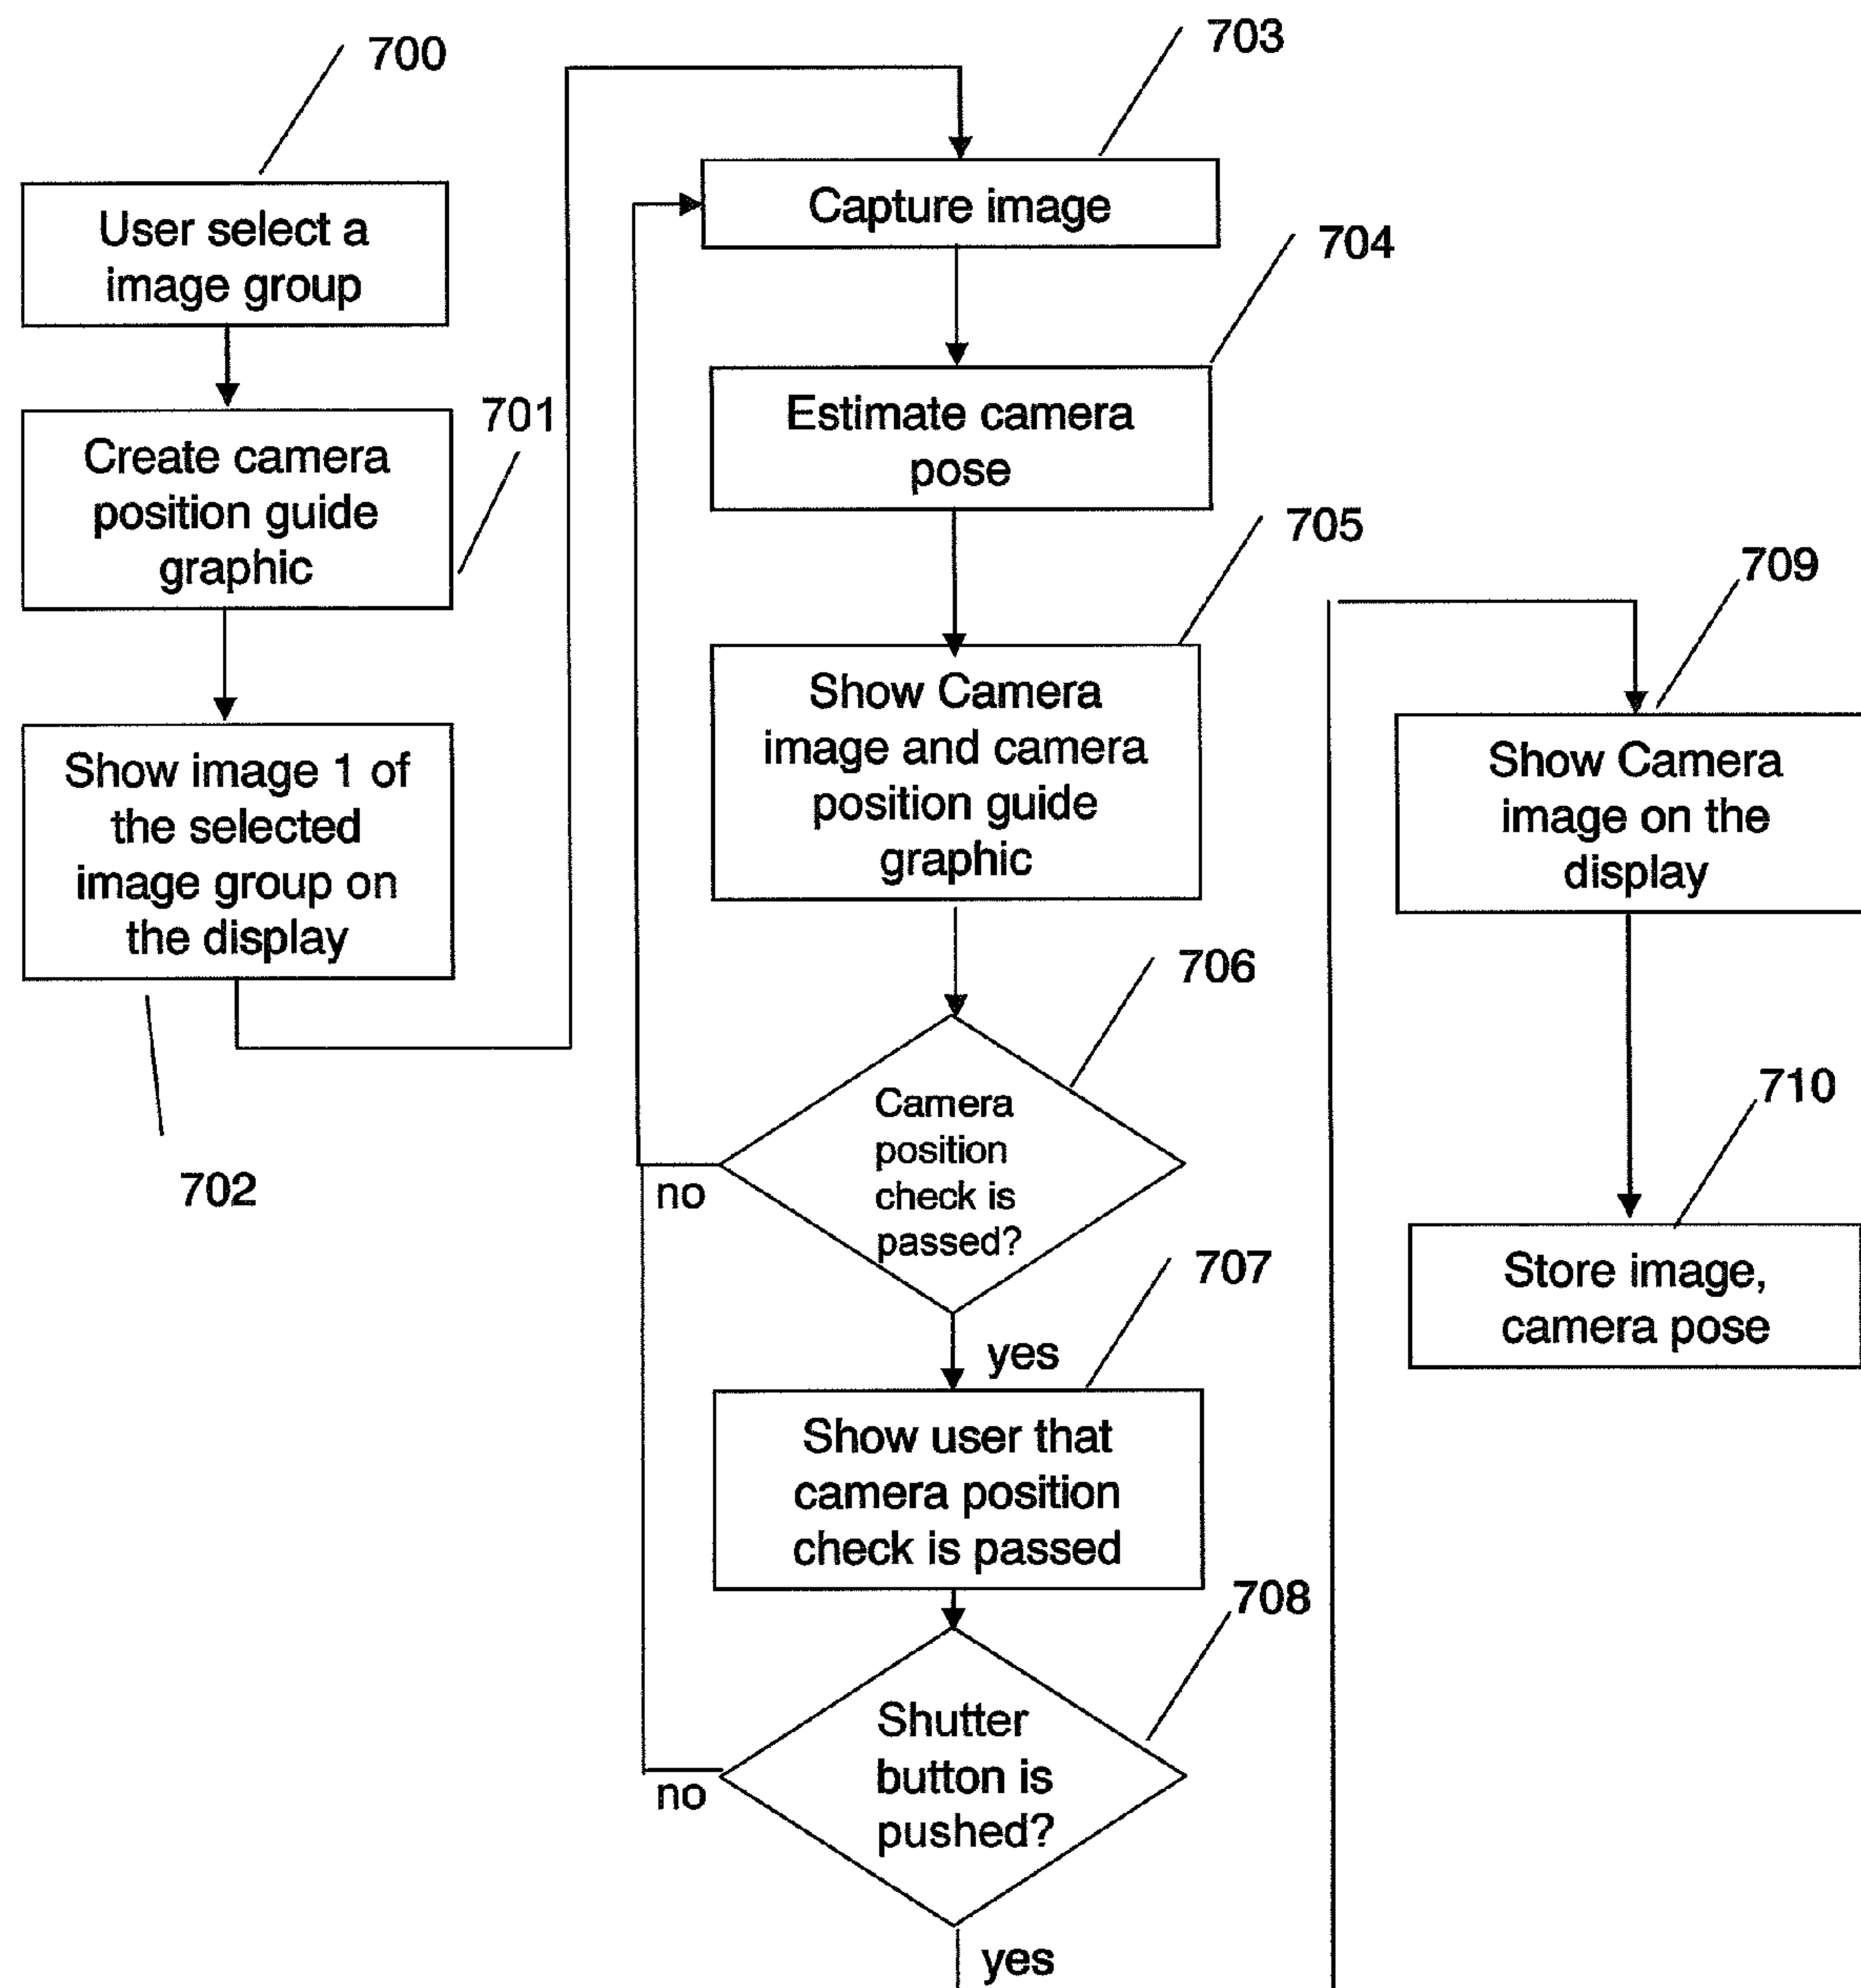 700
User select a
image group
701
Create camera
position guide
graphic
Show image 1 of
the selected
image group on
the display
702
703
Capture image
704
Estimate camera
pose
705
Show Camera
image and camera
position guide
graphic
706
Camera
position
check is
passed?
no
yes
707
Show user that
camera position
check is passed
708
Shutter
button is
pushed?
no
yes
709
Show Camera
image on the
display
710
Store image,
camera pose